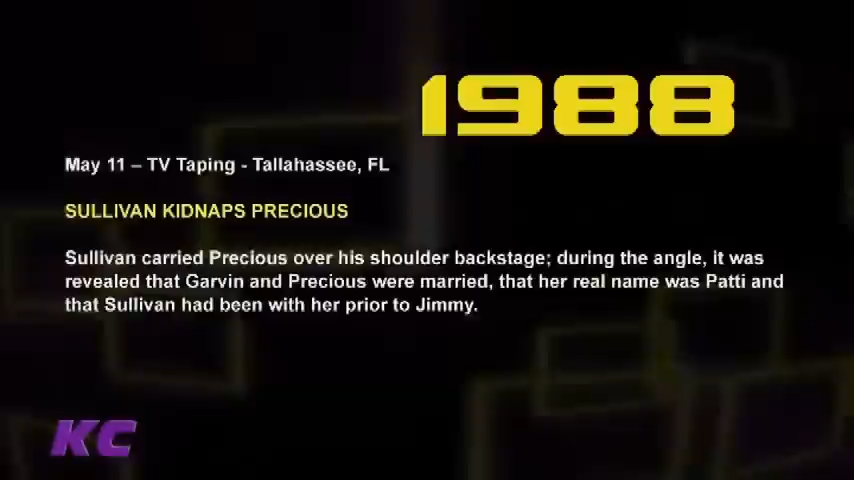 1988
May 11 – TV Taping - Tallahassee, FL
SULLIVAN KIDNAPS PRECIOUS
Sullivan carried Precious over his shoulder backstage; during the angle, it was
revealed that Garvin and Precious were married, that her real name was Patti and
that Sullivan had been with her prior to Jimmy.
KC